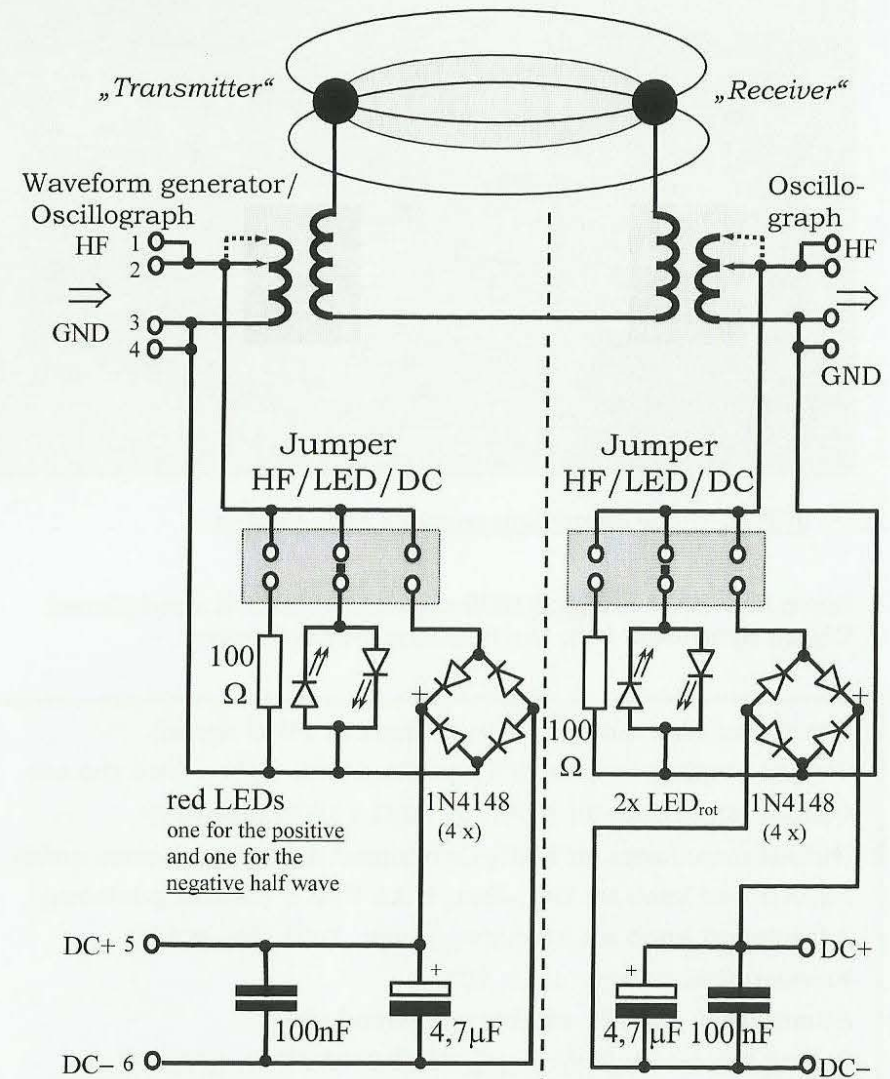 „Transmitter“
„Receiver“
Waveform generator/
Oscillograph
HF 1
2
GND 3
4
Oscillo-
graph
HF
GND
Jumper
HF/LED/DC
Jumper
HF/LED/DC
100
Ω
+
100
Ω
+
red LEDs
one for the positive
and one for the
negative half wave
1N4148
(4 x)
2x LEDrot
1N4148
(4 x)
DC+ 5
+
100nF
4,7µF
DC– 6
DC+
+
4,7 µF
100 nF
DC–